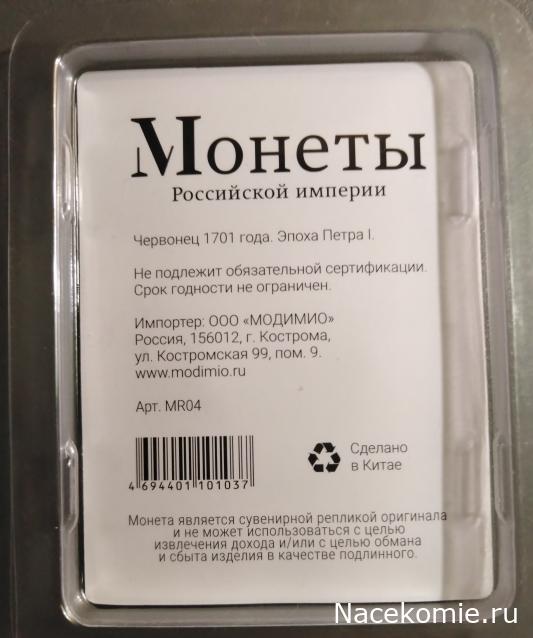 Монеты
Российской империи
Червонец 1701 года. Эпоха Петра I.
Не подлежит обязательной сертификации.
Срок годности не ограничен.
Импортер: ООО «МОДИМИО»
Россия, 156012, г. Кострома,
ул. Костромская 99, пом. 9.
www.modimio.ru
Арт. MR04
4 694401 101037
Сделано
в Китае
Монета является сувенирной репликой оригинала
и не может использоваться с целью
извлечения дохода и/или с целью обмана
и сбыта изделия в качестве подлинного.
Nacekomie.ru